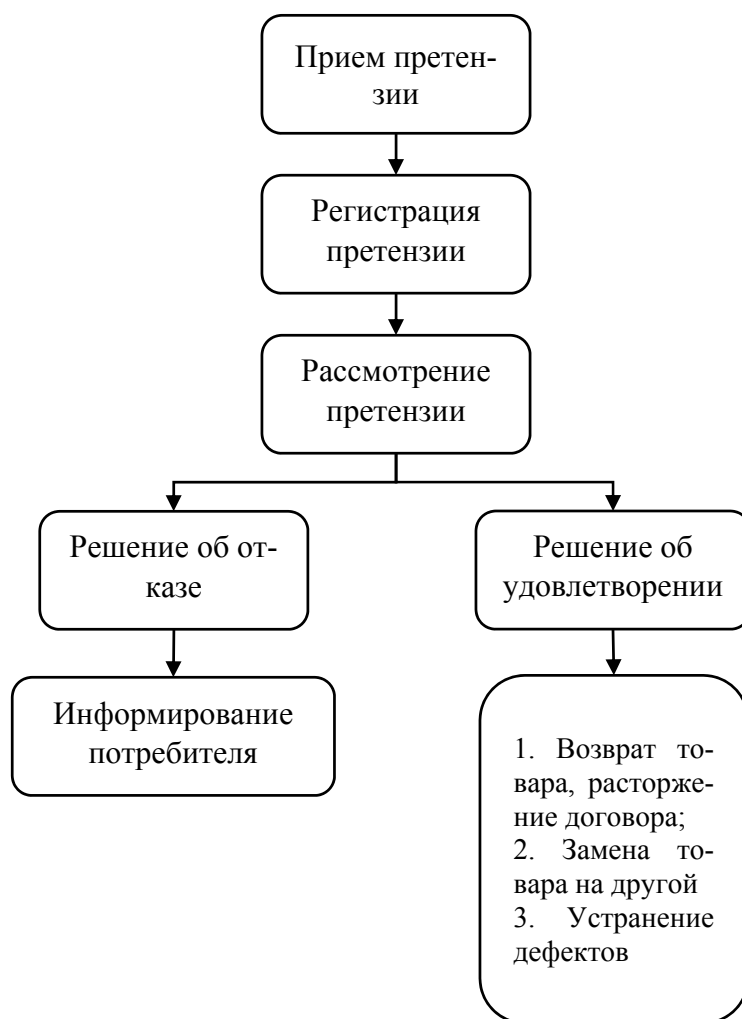 Прием претен-
зии
Регистрация
претензии
Рассмотрение
претензии
Решение об от-
казе
Решение об
удовлетворении
Информирование
потребителя
1. Возврат то-
вара, расторже-
ние договора;
2. Замена то-
вара на другой
3. Устранение
дефектов